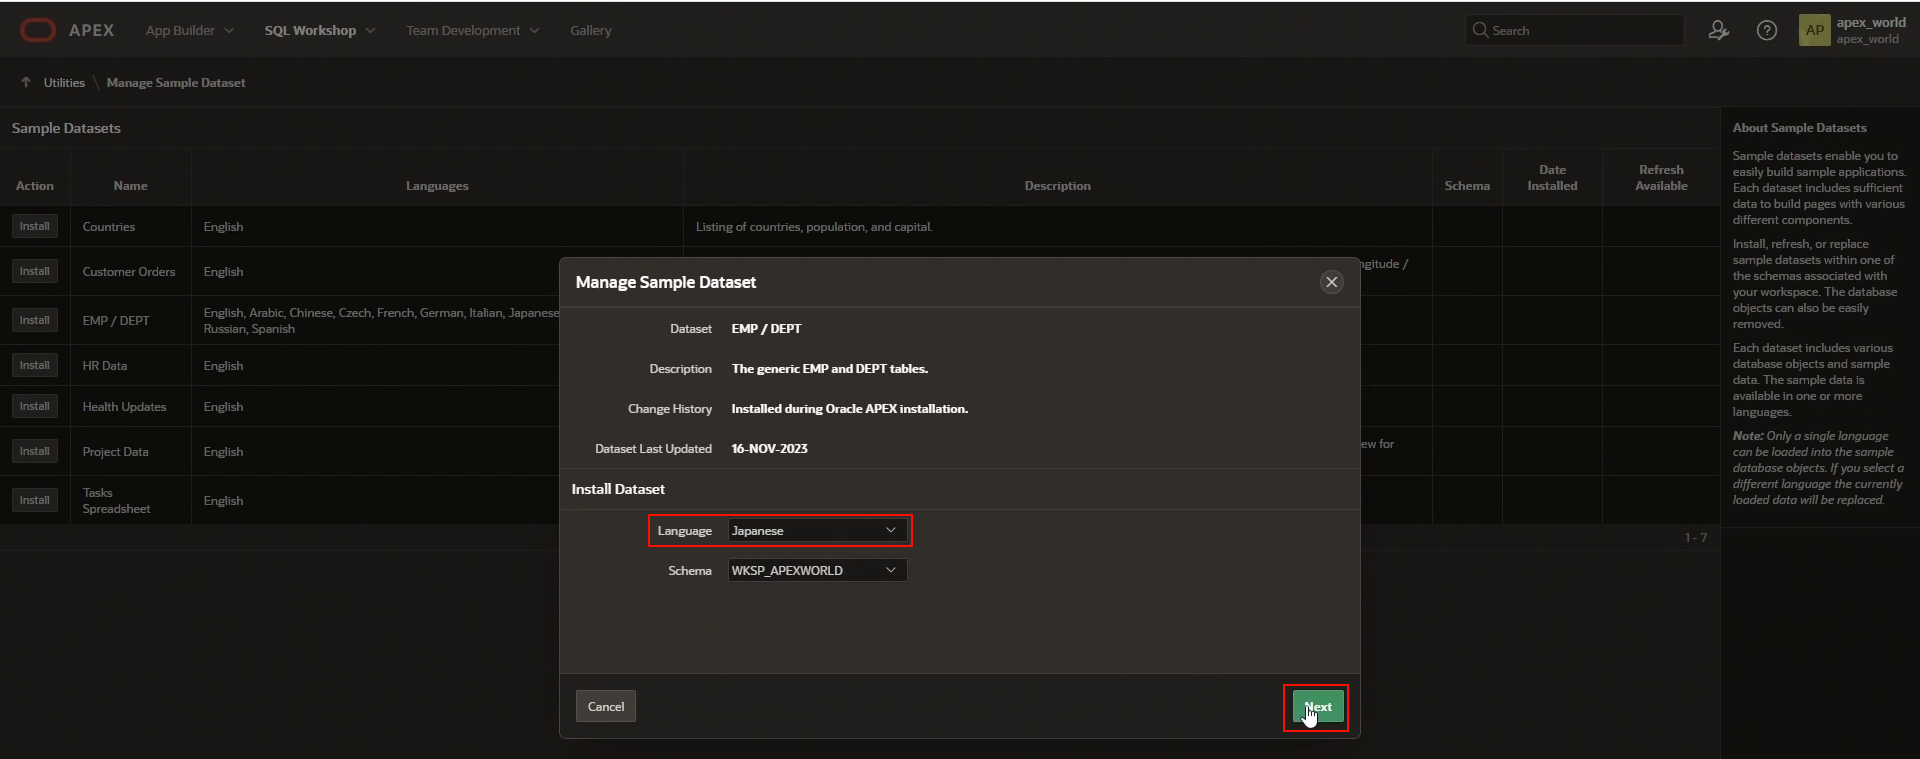 APEX
App Builder
SQL Workshop
Team Development
Gallery
Search
AP
apex_world
apex_world
Utilities \ Manage Sample Dataset
Sample Datasets
Action
Name
Languages
Description
Schema
Date
Installed
Refresh
Available
Install
Countries
English
Listing of countries, population, and capital.
Install
Customer Orders
English
ngitude /
Install
EMP / DEPT
English, Arabic, Chinese, Czech, French, German, Italian, Japanese
Russian, Spanish
Install
HR Data
English
Install
Health Updates
English
Install
Project Data
English
ew for
Install
Tasks
Spreadsheet
English
1 - 7
Manage Sample Dataset
Dataset EMP / DEPT
Description The generic EMP and DEPT tables.
Change History Installed during Oracle APEX installation.
Dataset Last Updated 16-NOV-2023
Install Dataset
Language Japanese
Schema WKSP_APEXWORLD
Cancel
Next
About Sample Datasets
Sample datasets enable you to
easily build sample applications.
Each dataset includes sufficient
data to build pages with various
different components.
Install, refresh, or replace
sample datasets within one of
the schemas associated with
your workspace. The database
objects can also be easily
removed.
Each dataset includes various
database objects and sample
data. The sample data is
available in one or more
languages.
Note: Only a single language
can be loaded into the sample
database objects. If you select a
different language the currently
loaded data will be replaced.